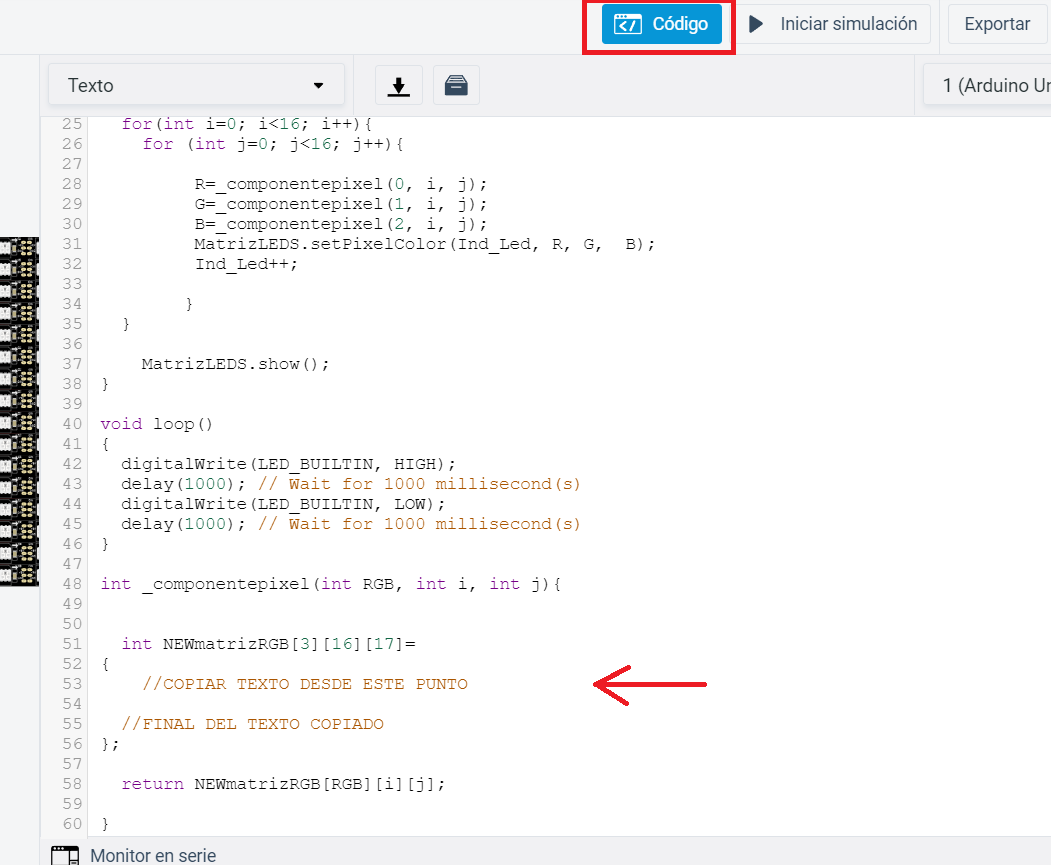 Código Iniciar simulación Exportar
Texto 1 (Arduino Un
25 for(int i=0; i<16; i++){
26 for (int j=0; j<16; j++){
27
28 R=_componentepixel(0, i, j);
29 G=_componentepixel(1, i, j);
30 B=_componentepixel(2, i, j);
31 MatrizLEDS.setPixelColor(Ind_Led, R, G,  B);
32 Ind_Led++;
33
34 }
35 }
36
37 MatrizLEDS.show();
38 }
39
40 void loop()
41 {
42 digitalWrite(LED_BUILTIN, HIGH);
43 delay(1000); // Wait for 1000 millisecond(s)
44 digitalWrite(LED_BUILTIN, LOW);
45 delay(1000); // Wait for 1000 millisecond(s)
46 }
47
48 int _componentepixel(int RGB, int i, int j){
49
50
51 int NEWmatrizRGB[3][16][17]=
52 {
53 //COPIAR TEXTO DESDE ESTE PUNTO
54
55 //FINAL DEL TEXTO COPIADO
56 };
57
58 return NEWmatrizRGB[RGB][i][j];
59
60 }
Monitor en serie